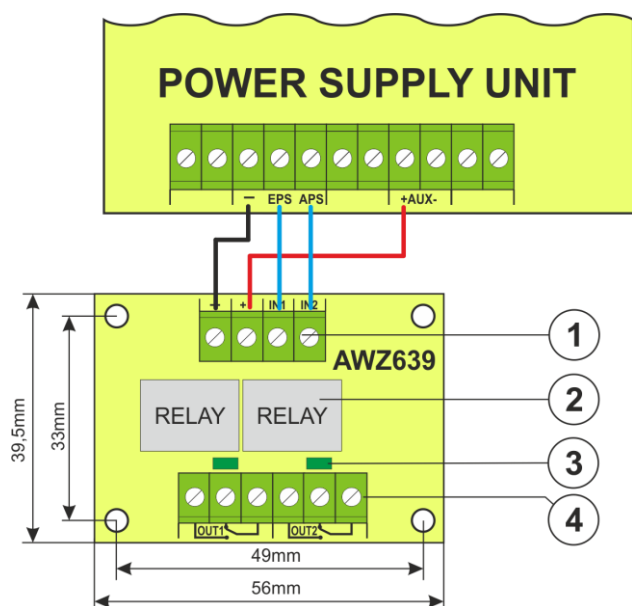 POWER SUPPLY UNIT
– EPS APS +AUX-
– + IN1 IN2
1
AWZ639
RELAY RELAY
2
3
4
OUT1 OUT2
39,5mm
33mm
49mm
56mm